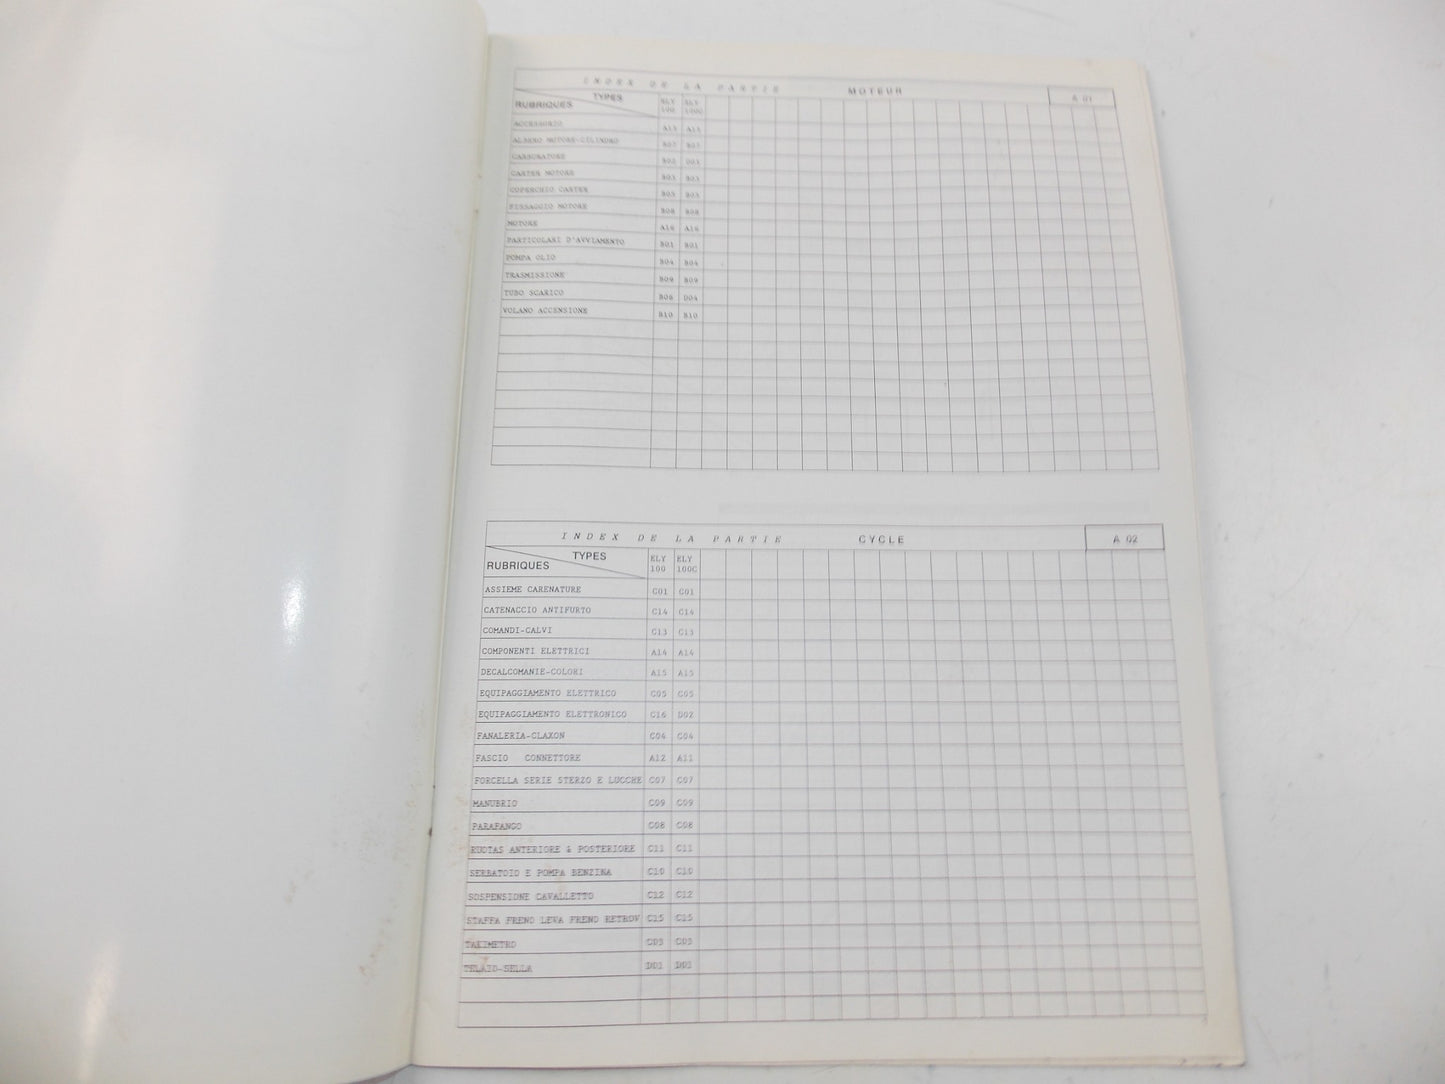 INDEX DE LA PARTIE MOTEUR A 01
TYPES
RUBRIQUES
ELY 100 ELY 100C
ACCESSORIO A13 A13
ALBERO MOTORE-CILINDRO B07 B07
CARBURATORE B02 D03
CARTER MOTORE B03 B03
COPERCHIO CARTER B05 B05
FISSAGGIO MOTORE B08 B08
MOTORE A16 A16
PARTICOLARI D'AVVIAMENTO B01 B01
POMPA OLIO B04 B04
TRASMISSIONE B09 B09
TUBO SCARICO B06 D04
VOLANO ACCENSIONE B10 B10
INDEX DE LA PARTIE CYCLE A 02
TYPES
RUBRIQUES
ELY 100 ELY 100C
ASSIEME CARENATURE C01 C01
CATENACCIO ANTIFURTO C14 C14
COMANDI-CALVI C13 C13
COMPONENTI ELETTRICI A14 A14
DECALCOMANIE-COLORI A15 A15
EQUIPAGGIAMENTO ELETTRICO C05 C05
EQUIPAGGIAMENTO ELETTRONICO C16 D02
FANALERIA-CLAXON C04 C04
FASCIO CONNETTORE A12 A11
FORCELLA SERIE STERZO E LUCCHE C07 C07
MANUBRIO C09 C09
PARAFANGO C08 C08
RUOTAS ANTERIORE & POSTERIORE C11 C11
SERBATOIO E POMPA BENZINA C10 C10
SOSPENSIONE CAVALLETTO C12 C12
STAFFA FRENO LEVA FRENO RETROV C15 C15
TAKIMETRO C03 C03
TELAIO-SELLA D01 D01